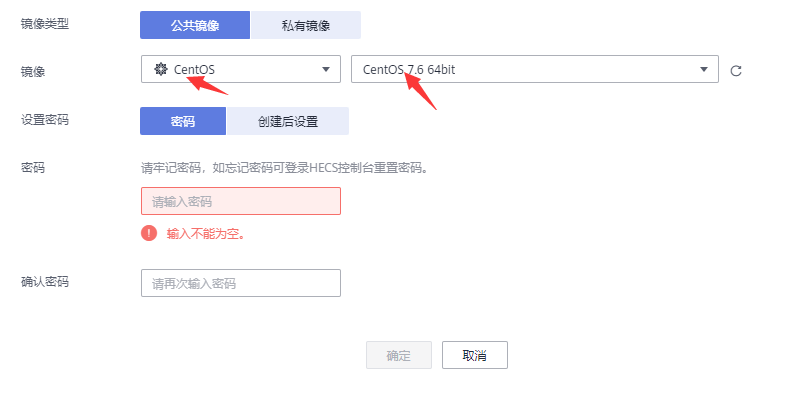 镜像类型 公共镜像 私有镜像
镜像 CentOS CentOS 7.6 64bit
设置密码 密码 创建后设置
密码 请牢记密码，如忘记密码可登录HECS控制台重置密码。
请输入密码
! 输入不能为空。
确认密码 请再次输入密码
确定 取消